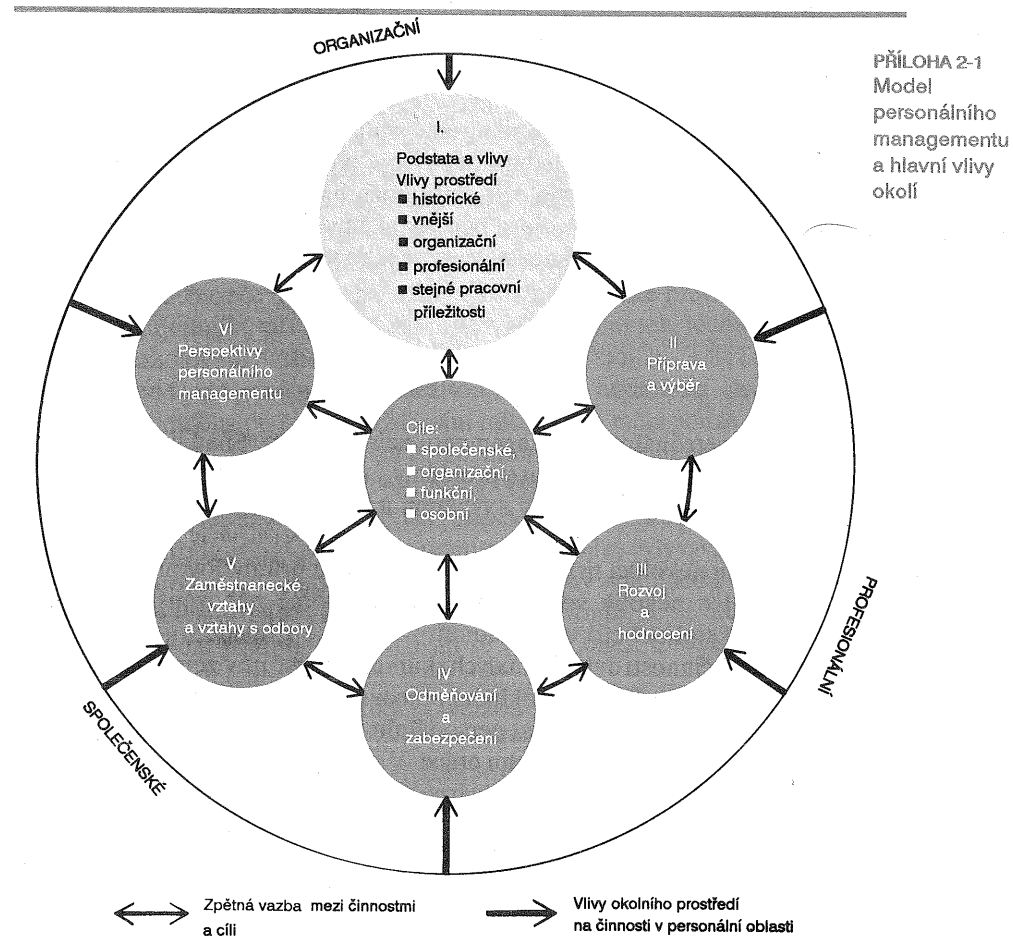 ORGANIZAČNÍ
PŘÍLOHA 2-1
Model
personálního
managementu
a hlavní vlivy
okolí
I.
Podstata a vlivy
Vlivy prostředí
■ historické
■ vnější
■ organizační
■ profesionální
■ stejné pracovní
příležitosti
VI
Perspektivy
personálního
managementu
II
Příprava
a výběr
Cíle:
■ společenské,
■ organizační,
■ funkční,
■ osobní
V
Zaměstnanecké
vztahy
a vztahy s odbory
III
Rozvoj
a
hodnocení
IV
Odměňování
a
zabezpečení
SPOLEČENSKÉ
PROFESIONÁLNÍ
Zpětná vazba mezi činnostmi
a cíli
Vlivy okolního prostředí
na činnosti v personální oblasti